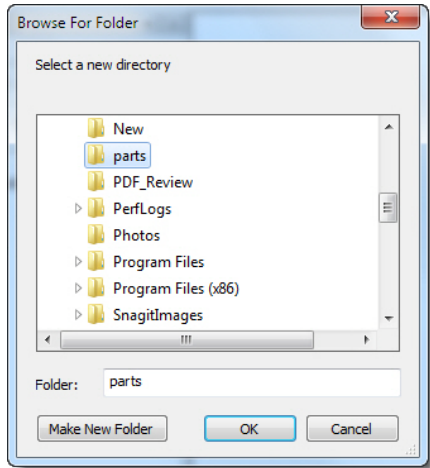 Browse For Folder
Select a new directory
New
parts
PDF_Review
PerfLogs
Photos
Program Files
Program Files (x86)
SnagitImages
Folder: parts
Make New Folder OK Cancel